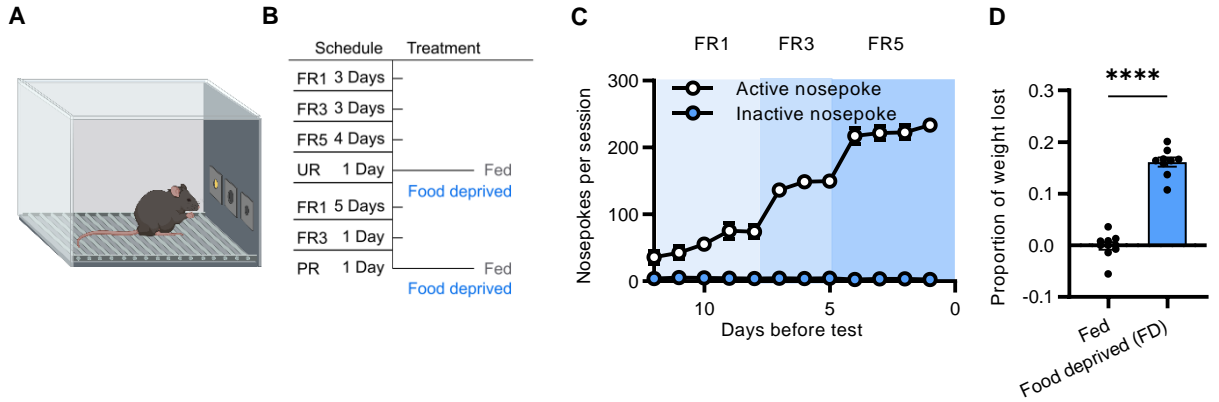 A
B
Schedule Treatment
FR1 3 Days
FR3 3 Days
FR5 4 Days
UR 1 Day Fed
Food deprived
FR1 5 Days
FR3 1 Day
PR 1 Day Fed
Food deprived
C
FR1 FR3 FR5
300
200
100
0
Nosepokes per session
Active nosepoke
Inactive nosepoke
10 5 0
Days before test
D
****
0.3
0.2
0.1
0.0
-0.1
Proportion of weight lost
Fed
Food deprived (FD)